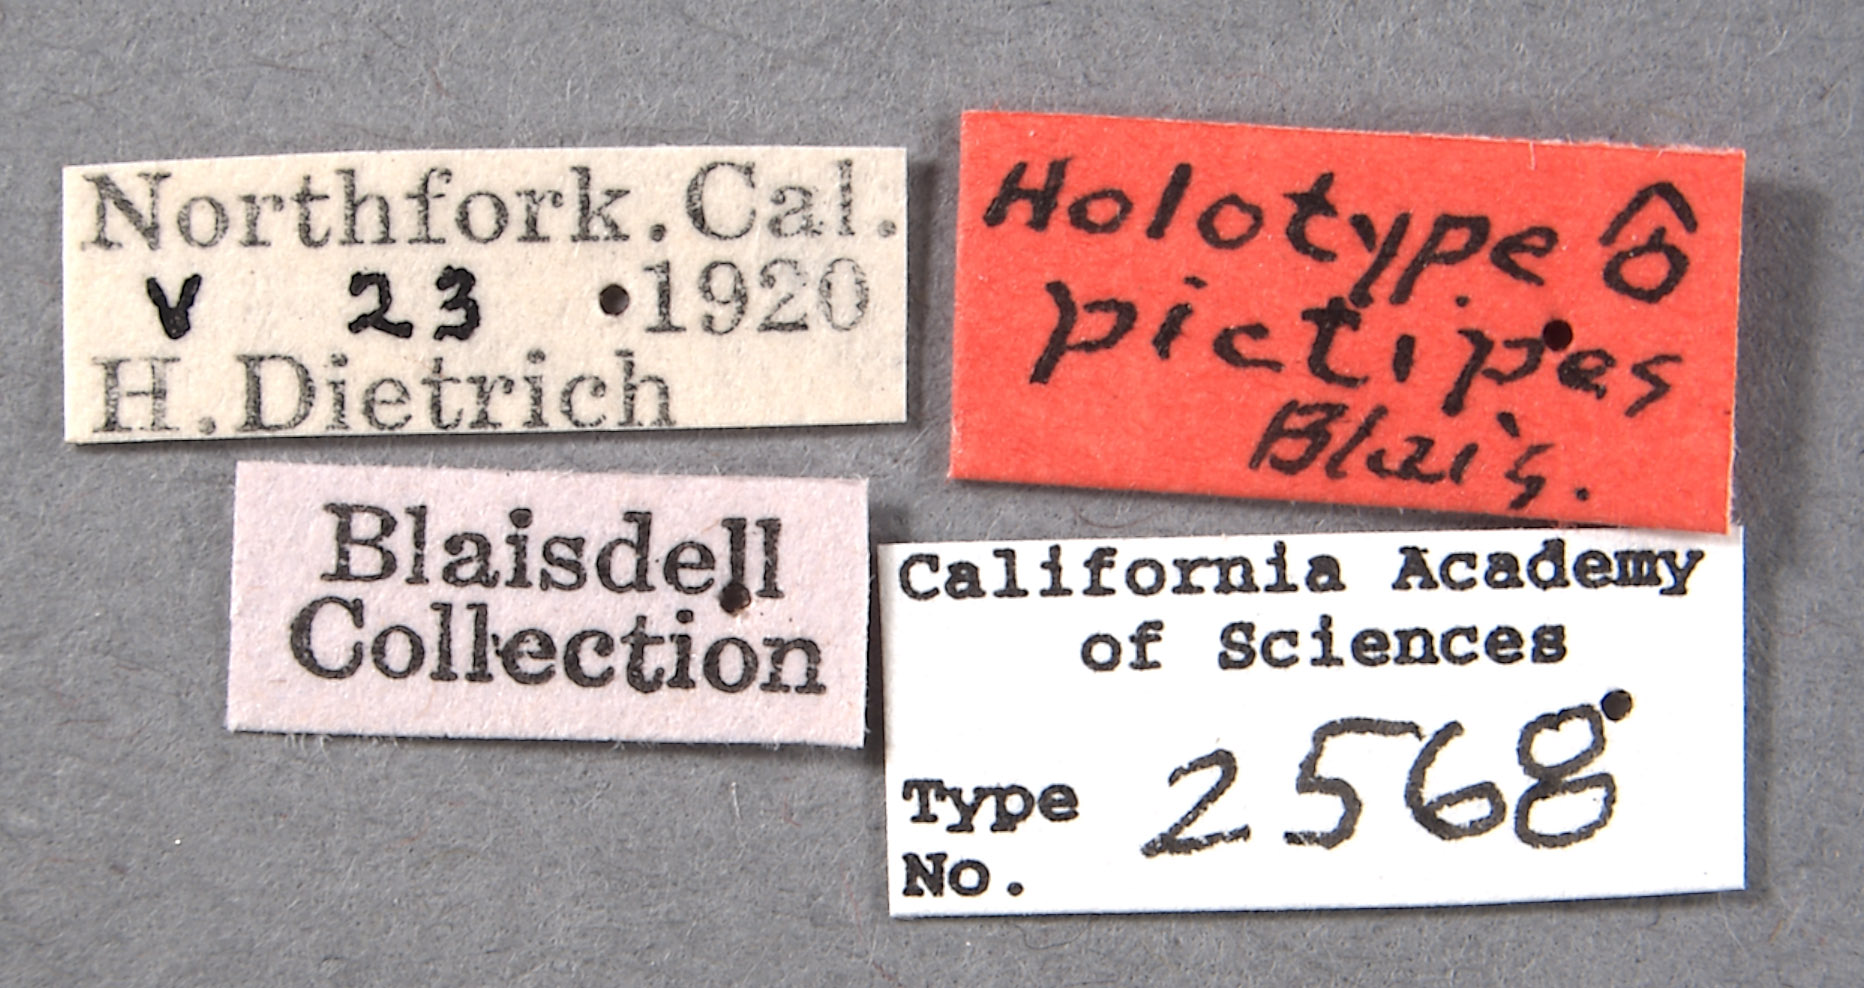 Northfork. Cal.
V 23 1920
H. Dietrich
Holotype ♂
pictipes
Blais.
Blaisdell
Collection
California Academy
of Sciences
Type
No. 2568